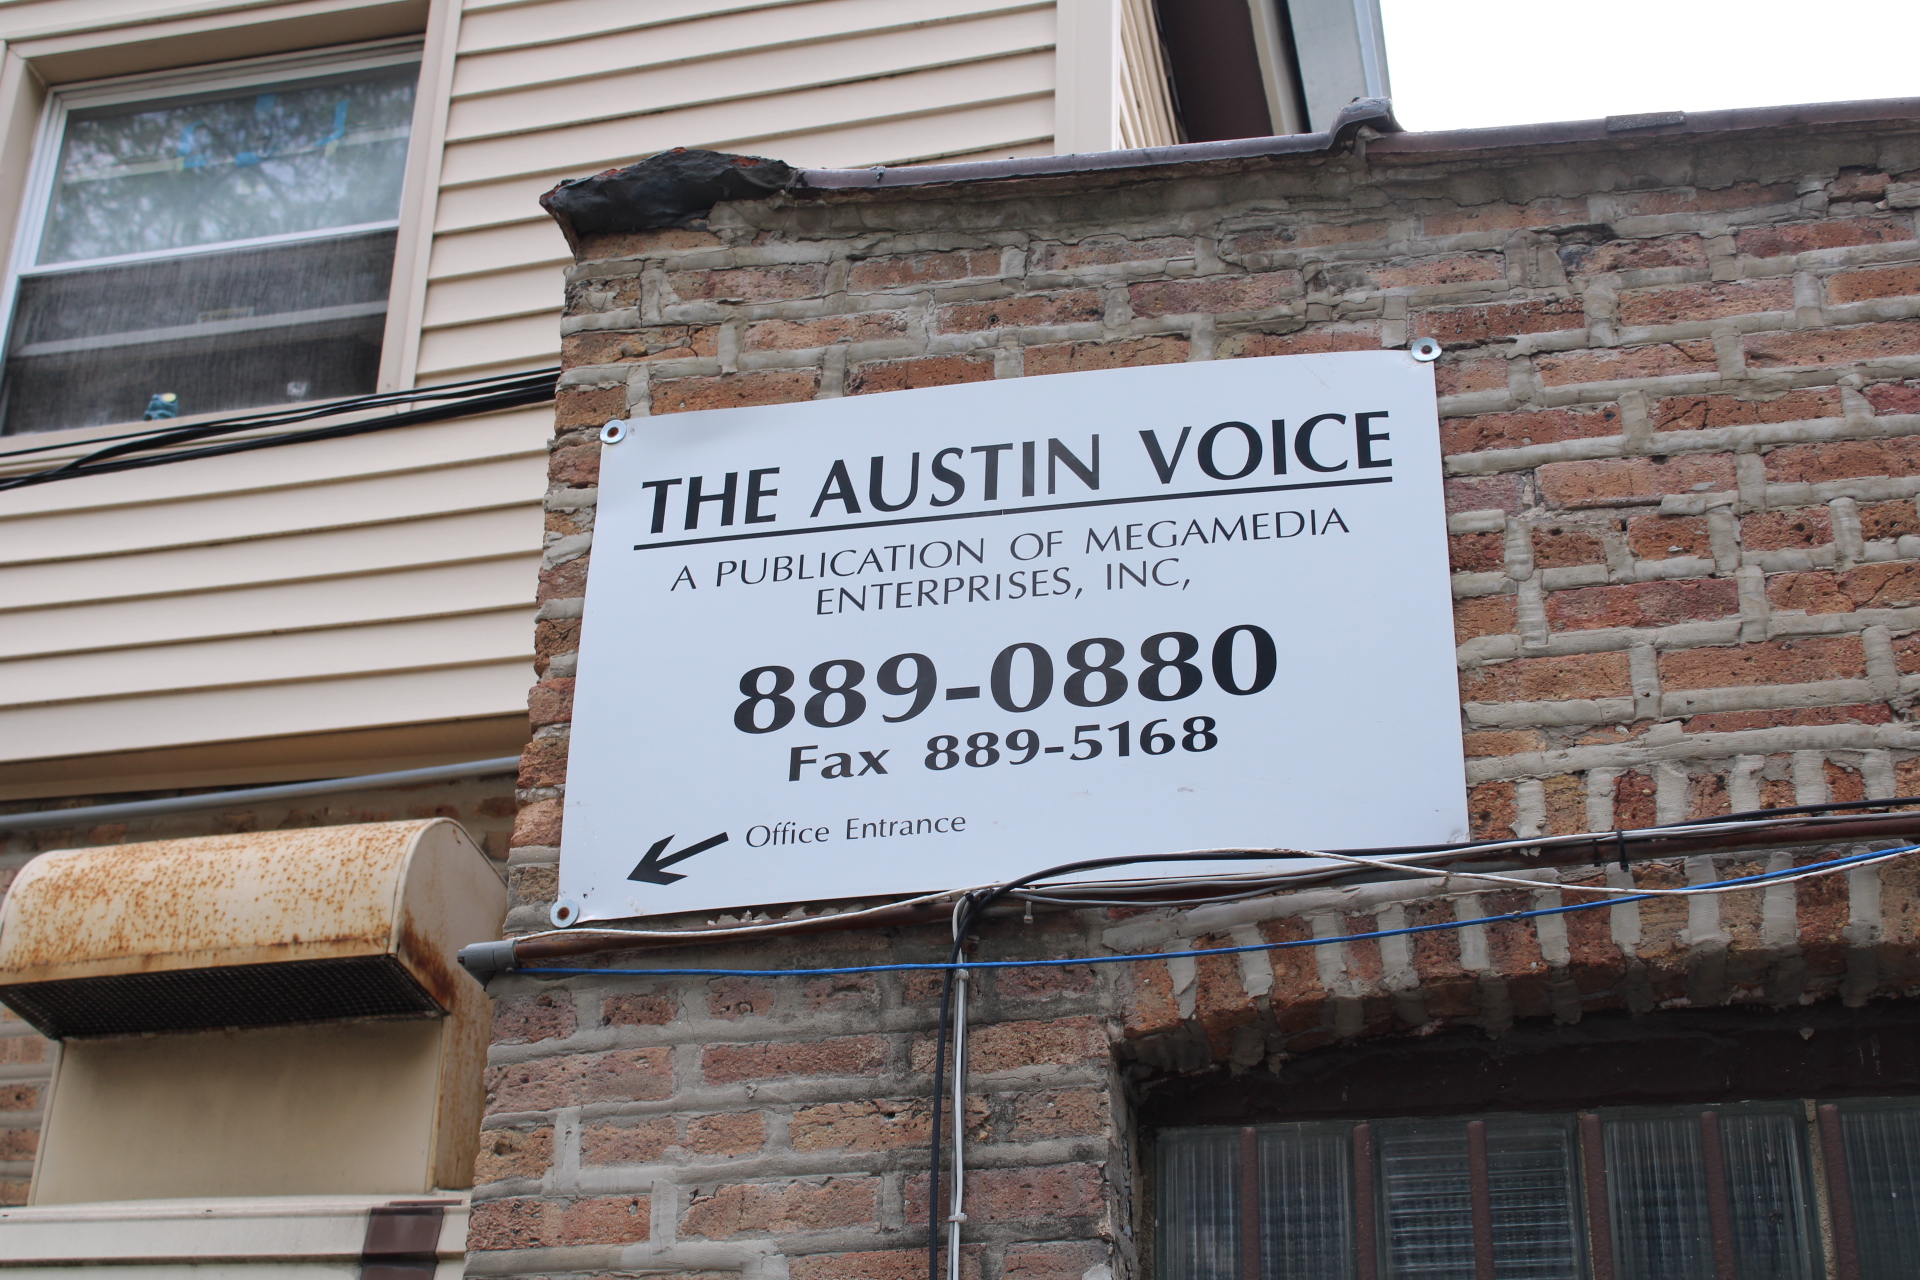 THE AUSTIN VOICE
A PUBLICATION OF MEGAMEDIA
ENTERPRISES, INC,
889-0880
Fax 889-5168
Office Entrance